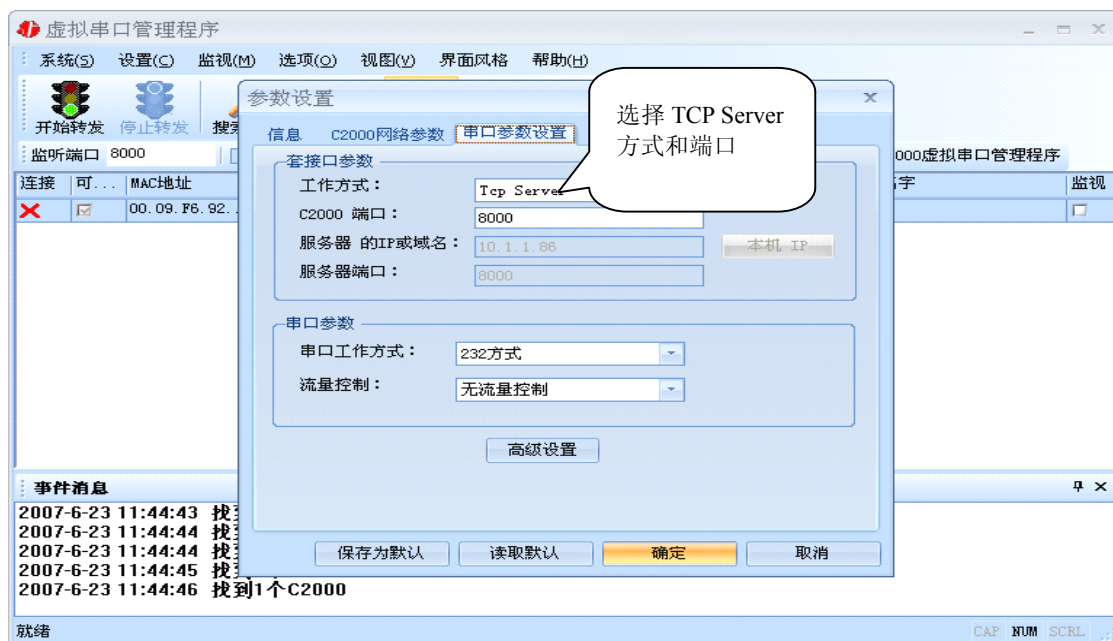 虚拟串口管理程序
系统(S) 设置(C) 监视(M) 选项(O) 视图(V) 界面风格 帮助(H)
开始转发 停止转发
监听端口 8000
000虚拟串口管理程序
连接 可... MAC地址 字 监视
00.09.F6.92..
参数设置
信息 C2000网络参数 串口参数设置
选择 TCP Server
方式和端口
套接口参数
工作方式： Tcp Server
C2000 端口： 8000
服务器 的IP或域名： 10.1.1.86 本机 IP
服务器端口： 8000
串口参数
串口工作方式： 232方式
流量控制： 无流量控制
高级设置
保存为默认 读取默认 确定 取消
事件消息
2007-6-23 11:44:43 找
2007-6-23 11:44:44 找
2007-6-23 11:44:44 找
2007-6-23 11:44:45 找
2007-6-23 11:44:46 找到1个C2000
就绪 CAP NUM SCRL